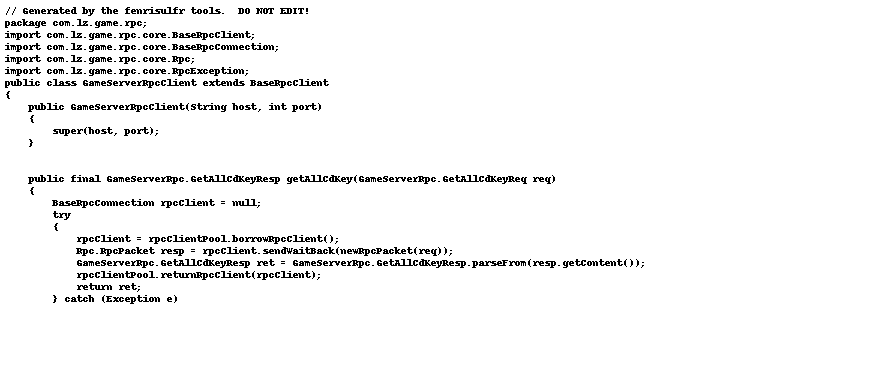 // Generated by the fenrisulfr tools.  DO NOT EDIT!
package com.lz.game.rpc;
import com.lz.game.rpc.core.BaseRpcClient;
import com.lz.game.rpc.core.BaseRpcConnection;
import com.lz.game.rpc.core.Rpc;
import com.lz.game.rpc.core.RpcException;
public class GameServerRpcClient extends BaseRpcClient
{
    public GameServerRpcClient(String host, int port)
    {
        super(host, port);
    }
    public final GameServerRpc.GetAllCdKeyResp getAllCdKey(GameServerRpc.GetAllCdKeyReq req)
    {
        BaseRpcConnection rpcClient = null;
        try
        {
            rpcClient = rpcClientPool.borrowRpcClient();
            Rpc.RpcPacket resp = rpcClient.sendWaitBack(newRpcPacket(req));
            GameServerRpc.GetAllCdKeyResp ret = GameServerRpc.GetAllCdKeyResp.parseFrom(resp.getContent());
            rpcClientPool.returnRpcClient(rpcClient);
            return ret;
        } catch (Exception e)